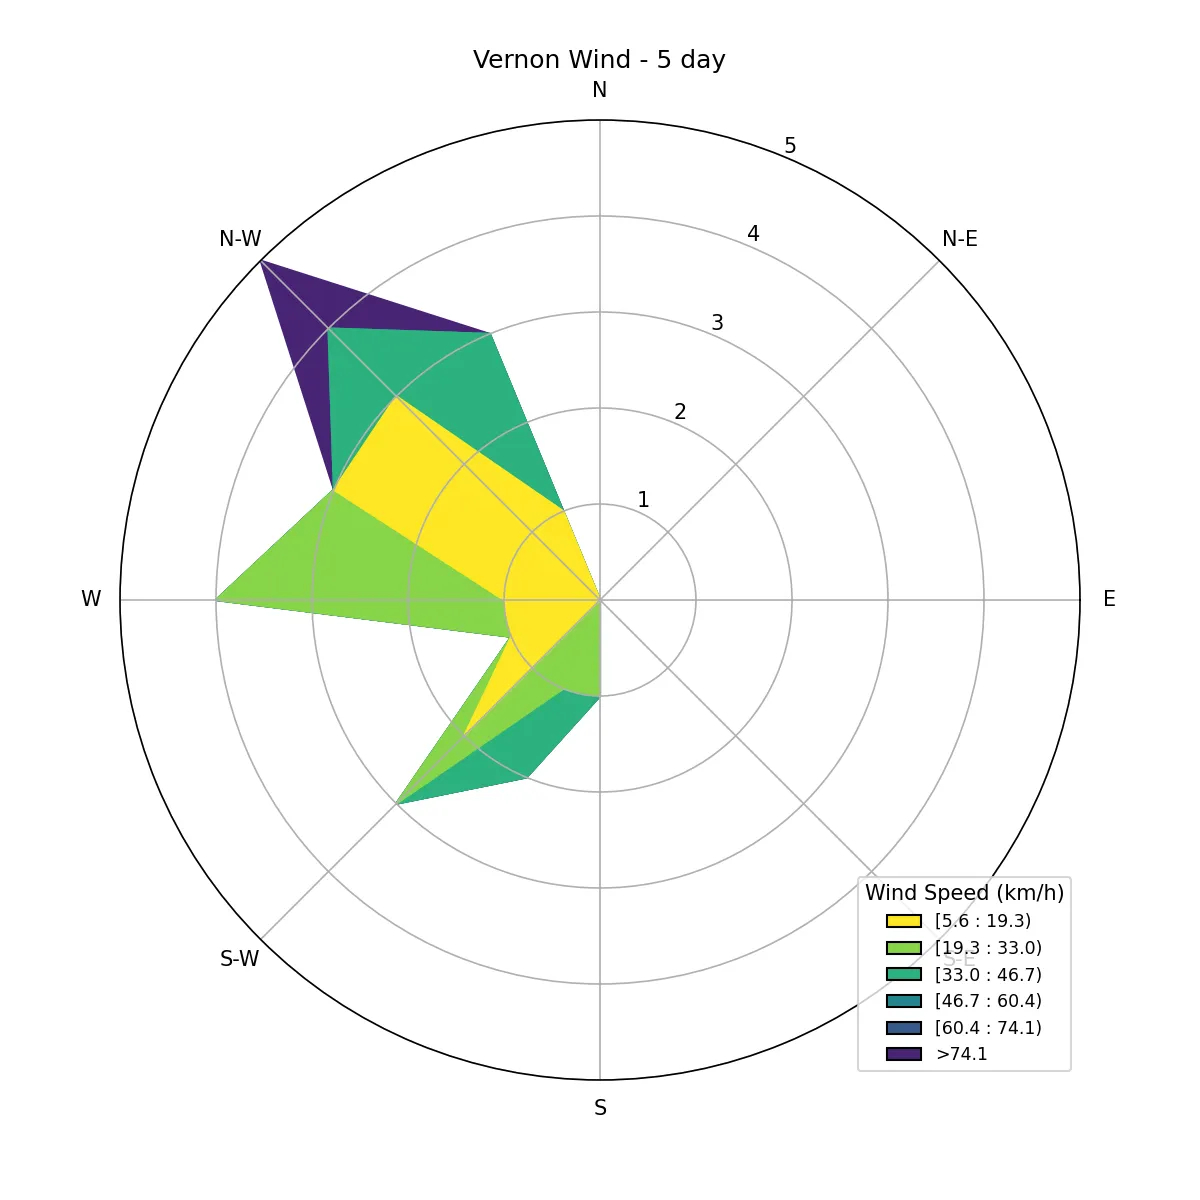 Vernon Wind - 5 day
N
5
4
N-W
N-E
3
2
1
W
E
Wind Speed (km/h)
[5.6 : 19.3)
[19.3 : 33.0)
S-W
S-E
[33.0 : 46.7)
[46.7 : 60.4)
[60.4 : 74.1)
>74.1
S